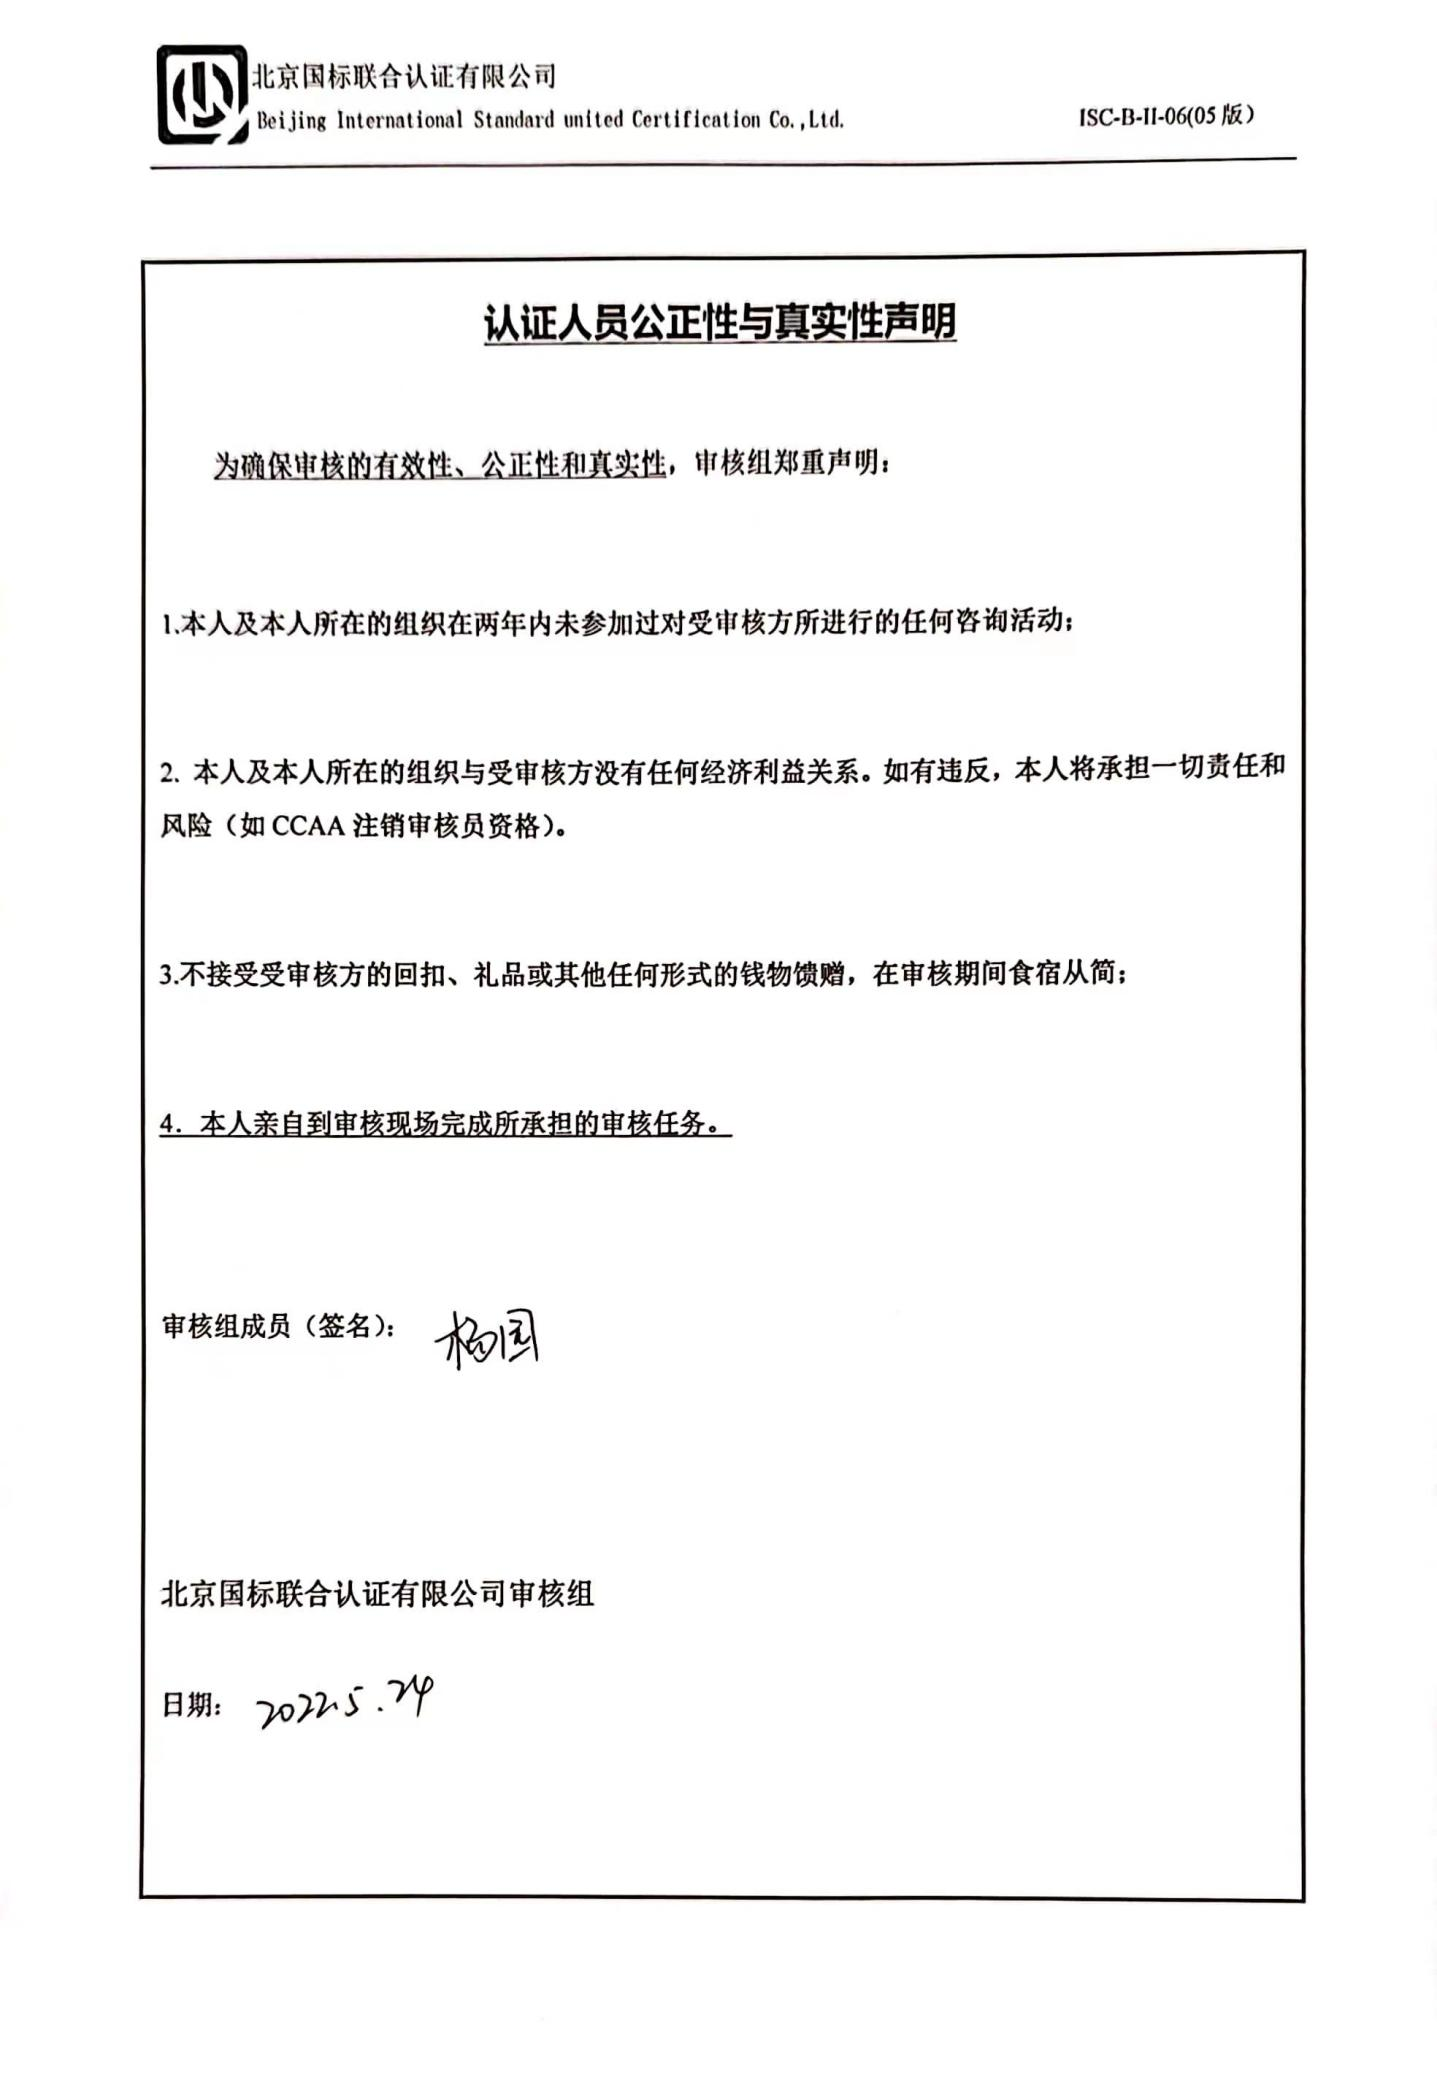 北京国标联合认证有限公司
Beijing International Standard united Certification Co.,Ltd.
ISC-B-II-06(05 版)
认证人员公正性与真实性声明
为确保审核的有效性、公正性和真实性，审核组郑重声明：
1.本人及本人所在的组织在两年内未参加过对受审核方所进行的任何咨询活动；
2. 本人及本人所在的组织与受审核方没有任何经济利益关系。如有违反，本人将承担一切责任和
风险（如 CCAA 注销审核员资格）。
3.不接受受审核方的回扣、礼品或其他任何形式的钱物馈赠，在审核期间食宿从简；
4. 本人亲自到审核现场完成所承担的审核任务。
审核组成员（签名）： 杨园
北京国标联合认证有限公司审核组
日期： 2022.5.24